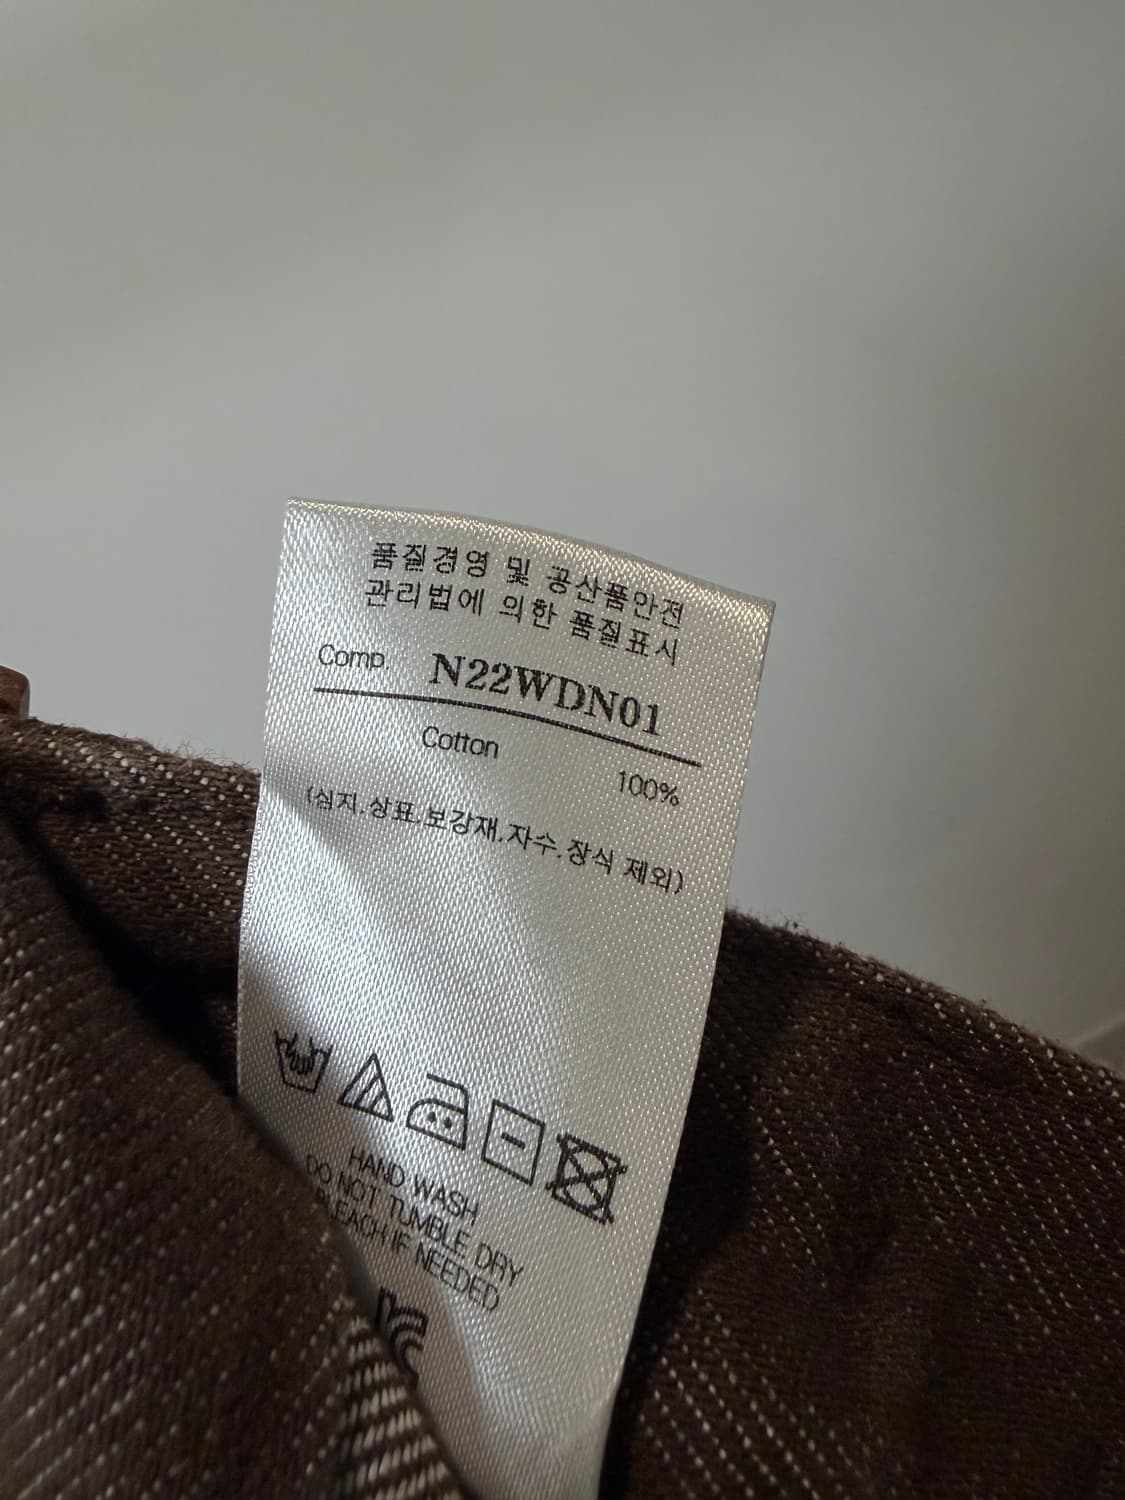 품질경영 및 공산품안전
관리법에 의한 품질표시
Comp. N22WDN01
Cotton
100%
(심지.상표.보강재.자수.장식 제외)
HAND WASH
DO NOT TUMBLE DRY
BLEACH IF NEEDED